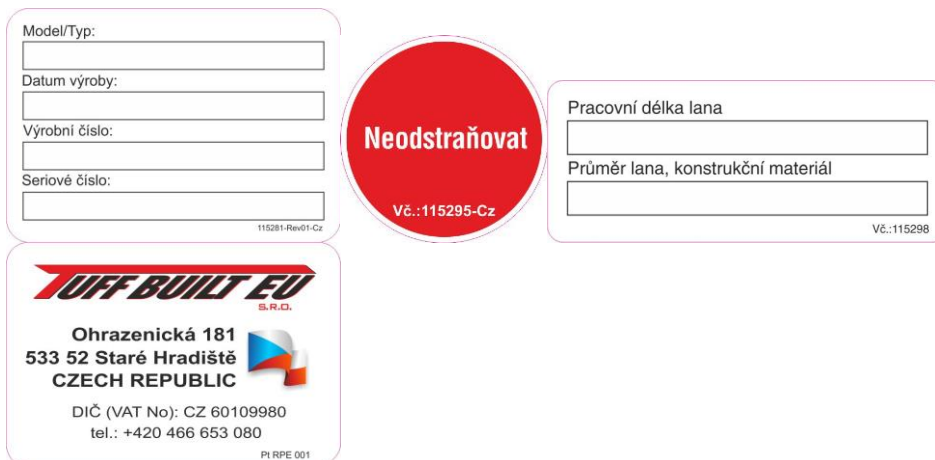 Model/Typ:
Datum výroby:
Výrobní číslo:
Seriové číslo:
115281-Rev01-Cz
Neodstraňovat
Vč.:115295-Cz
Pracovní délka lana
Průměr lana, konstrukční materiál
Vč.:115298
TUFF BUILT EU
S.R.O.
Ohrazenická 181
533 52 Staré Hradiště
CZECH REPUBLIC
DIČ (VAT No): CZ 60109980
tel.: +420 466 653 080
Pt RPE 001